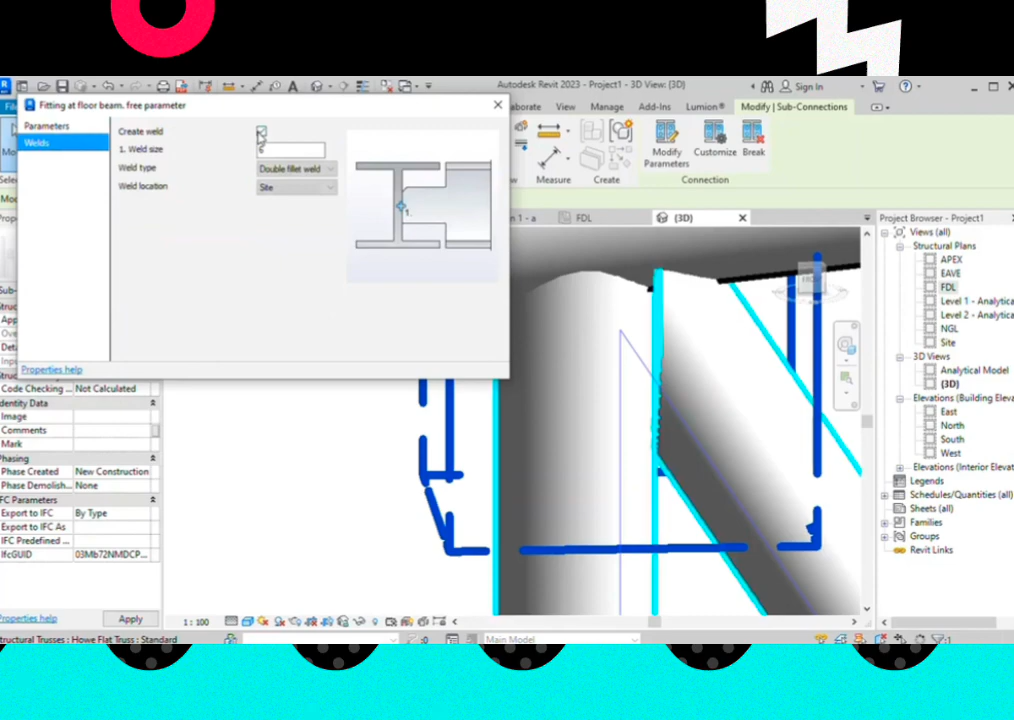 Autodesk Revit 2023 - Project1 - 3D View: {3D}
Sign In
Fitting at floor beam. free parameter
aborate View Manage Add-Ins Lumion® Modify | Sub-Connections
Parameters
Welds
Create weld
1. Weld size
6
Weld type
Double fillet weld
Weld location
Site
1.
Modify Parameters
Customize
Break
Measure
Create
Connection
n 1 - a
FDL
{3D}
Project Browser - Project1
Views (all)
Structural Plans
APEX
EAVE
FDL
Level 1 - Analytica
Level 2 - Analytica
NGL
Site
3D Views
Analytical Model
{3D}
Elevations (Building Eleva
East
North
South
West
Elevations (Interior Elevat
Legends
Schedules/Quantities (all)
Sheets (all)
Families
Groups
Revit Links
Properties help
Code Checking ... Not Calculated
dentity Data
Image
Comments
Mark
Phasing
Phase Created New Construction
Phase Demolish... None
FC Parameters
Export to IFC By Type
Export to IFC As
IFC Predefined ...
IfcGUID 03Mb72NMDCP...
Properties help
Apply
1 : 100
tructural Trusses : Howe Flat Truss : Standard
:0
Main Model
:1